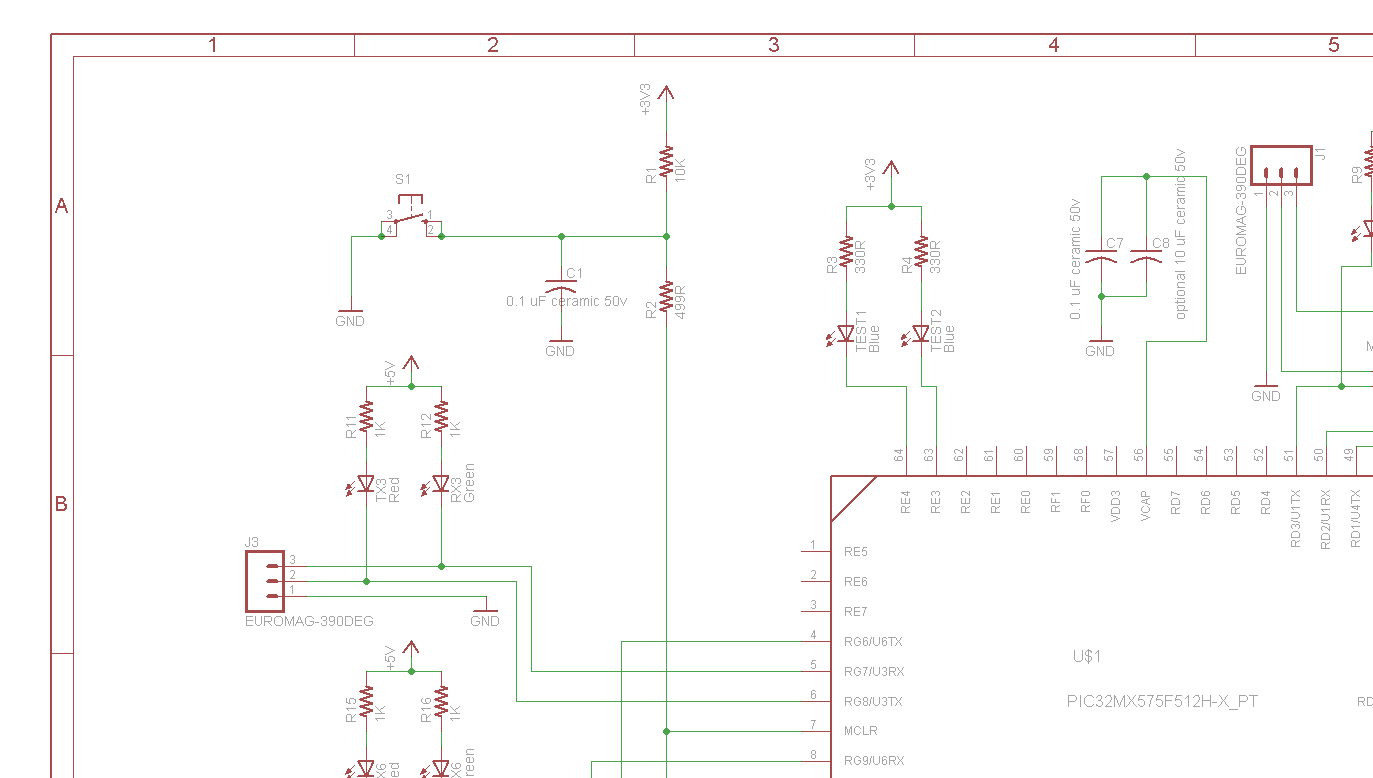 1
2
3
4
5
A
B
+3V3
R1
10K
S1
3
1
4
2
C1
0.1 uF ceramic 50v
R2
499R
GND
GND
+3V3
R3
330R
R4
330R
TEST1
Blue
TEST2
Blue
0.1 uF ceramic 50v
C7
C8
optional 10 uF ceramic 50v
GND
EUROMAG-390DEG
J1
1
2
3
GND
R9
M
+5V
R11
1K
R12
1K
TX3
Red
RX3
Green
J3
3
2
1
EUROMAG-390DEG
GND
+5V
R15
1K
R16
1K
X6
ed
X6
reen
64
63
62
61
60
59
58
57
56
55
54
53
52
51
50
49
RE4
RE3
RE2
RE1
RE0
RF1
RF0
VDD3
VCAP
RD7
RD6
RD5
RD4
RD3/U1TX
RD2/U1RX
RD1/U4TX
1 RE5
2 RE6
3 RE7
4 RG6/U6TX
5 RG7/U3RX
6 RG8/U3TX
7 MCLR
8 RG9/U6RX
U$1
PIC32MX575F512H-X_PT
RD